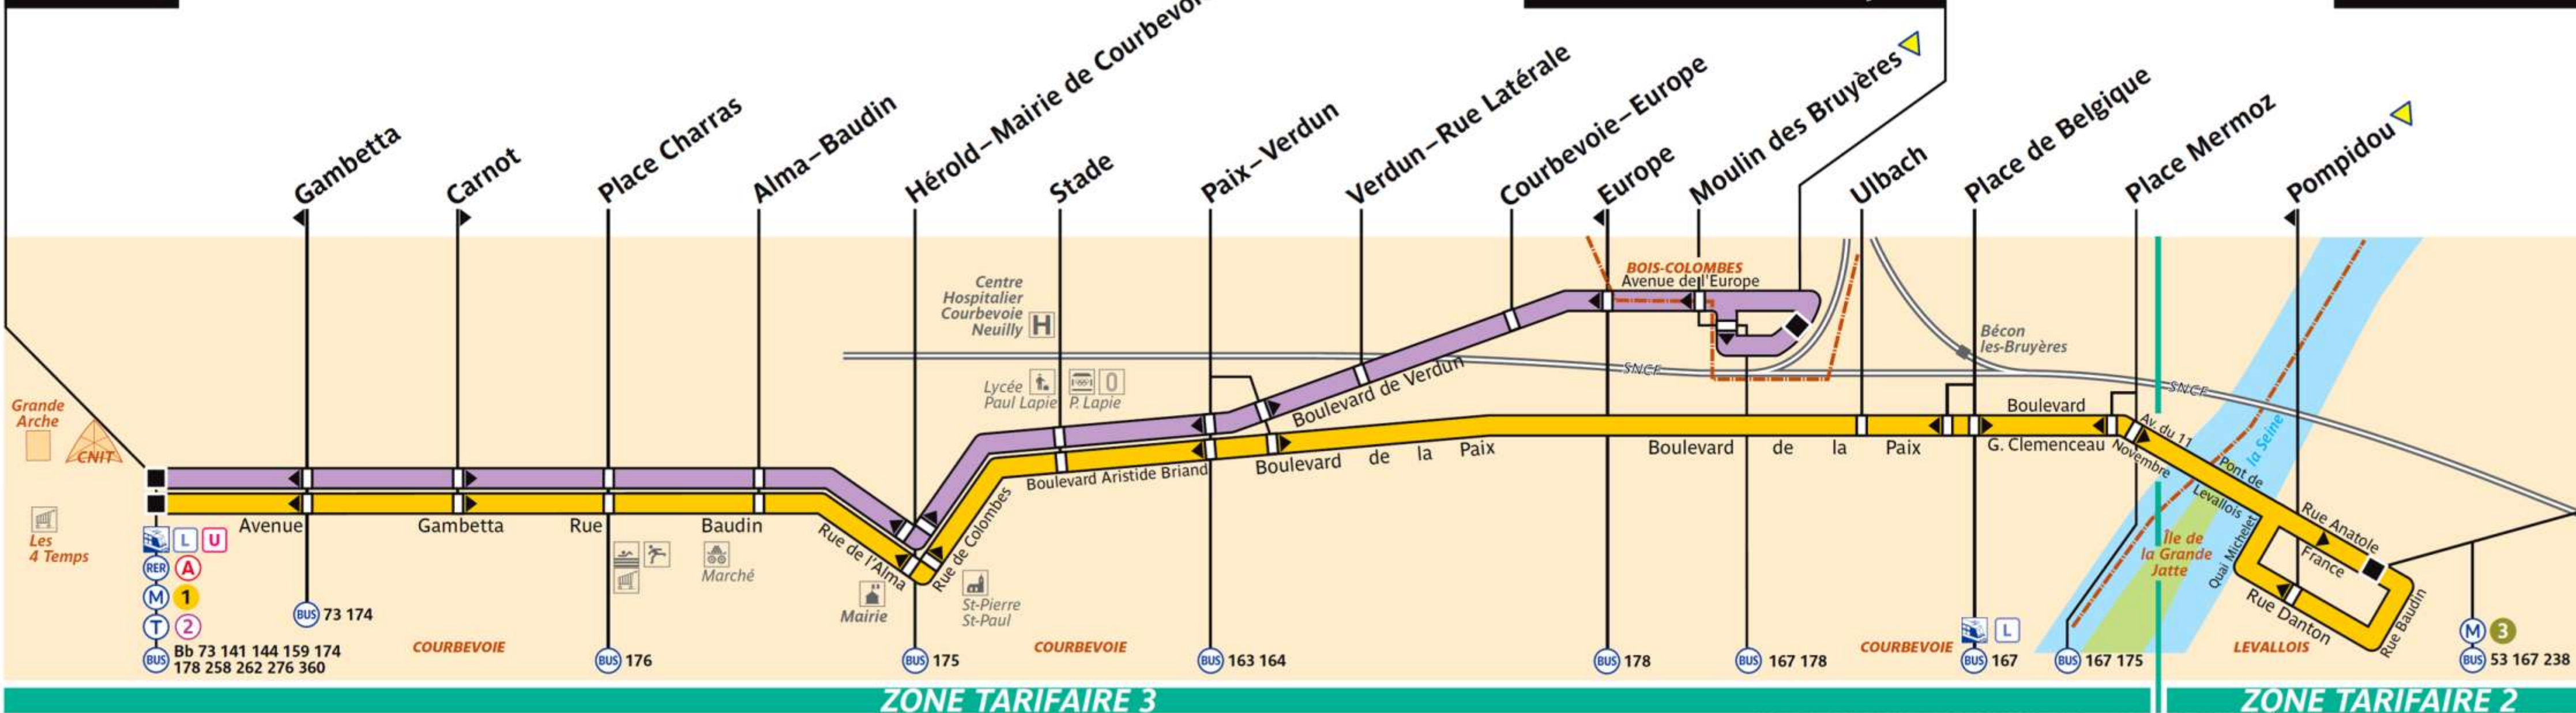 Gambetta
Carnot
Place Charras
Alma–Baudin
Hérold–Mairie de Courbevoi
Stade
Paix–Verdun
Verdun–Rue Latérale
Courbevoie–Europe
Europe
Moulin des Bruyères
Ulbach
Place de Belgique
Place Mermoz
Pompidou
BOIS-COLOMBES
Avenue de l'Europe
Centre
Hospitalier
Courbevoie
Neuilly
H
Bécon
les-Bruyères
SNCF
SNCF
Lycée
Paul Lapie
P. Lapie
Boulevard de Verdun
Grande
Arche
CNIT
Boulevard
G. Clemenceau
Av. du 11
Novembre
la Seine
Boulevard Aristide Briand
Boulevard de la Paix
Boulevard de la Paix
Pont de
Levallois
Avenue Gambetta
Rue Baudin
Rue de l'Alma
Rue de Colombes
Rue Anatole
France
Quai Michelet
Île de
la Grande
Jatte
Rue Danton
Rue Baudin
Les
4 Temps
L U
RER A
M 1
T 2
BUS Bb 73 141 144 159 174
178 258 262 276 360
BUS 73 174
Marché
Mairie
St-Pierre
St-Paul
COURBEVOIE
COURBEVOIE
COURBEVOIE
LEVALLOIS
BUS 176
BUS 175
BUS 163 164
BUS 178
BUS 167 178
L
BUS 167
BUS 167 175
M 3
BUS 53 167 238
ZONE TARIFAIRE 3
ZONE TARIFAIRE 2